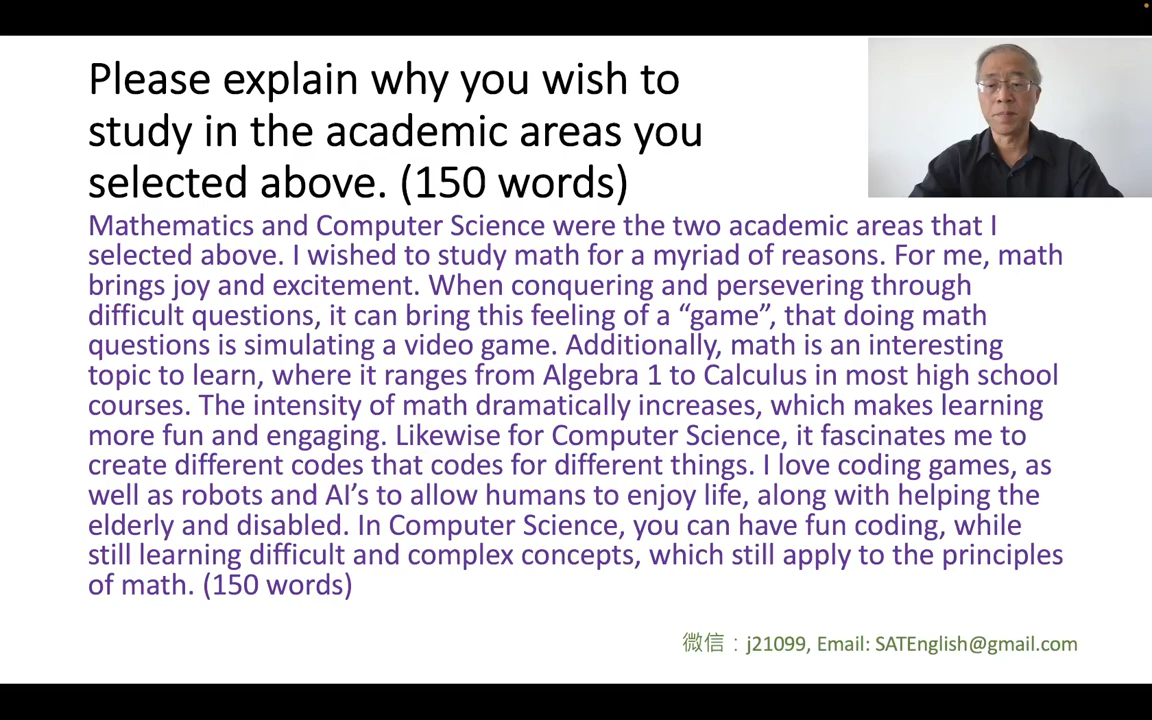 Please explain why you wish to
study in the academic areas you
selected above. (150 words)
Mathematics and Computer Science were the two academic areas that I
selected above. I wished to study math for a myriad of reasons. For me, math
brings joy and excitement. When conquering and persevering through
difficult questions, it can bring this feeling of a “game”, that doing math
questions is simulating a video game. Additionally, math is an interesting
topic to learn, where it ranges from Algebra 1 to Calculus in most high school
courses. The intensity of math dramatically increases, which makes learning
more fun and engaging. Likewise for Computer Science, it fascinates me to
create different codes that codes for different things. I love coding games, as
well as robots and AI’s to allow humans to enjoy life, along with helping the
elderly and disabled. In Computer Science, you can have fun coding, while
still learning difficult and complex concepts, which still apply to the principles
of math. (150 words)
微信：j21099, Email: SATEnglish@gmail.com